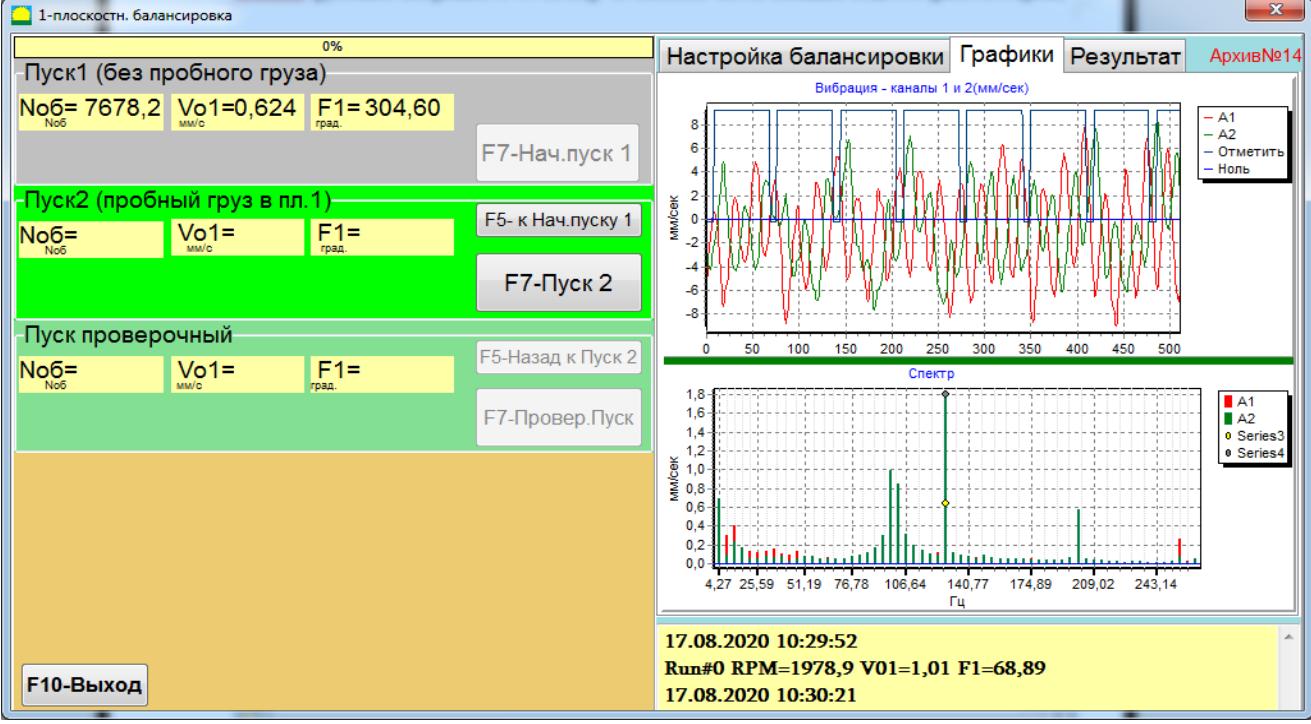 1-плоскостн. балансировка
0%
Пуск1 (без пробного груза)
Nоб= 7678,2 Vo1=0,624 F1= 304,60
Nоб мм/с град.
F7-Нач.пуск 1
Пуск2 (пробный груз в пл.1)
F5- к Нач.пуску 1
Nоб= Vo1= F1=
Nоб мм/с град.
F7-Пуск 2
Пуск проверочный
F5-Назад к Пуск 2
Nоб= Vo1= F1=
Nоб мм/с град.
F7-Провер.Пуск
F10-Выход
Настройка балансировки Графики Результат Архив№14
Вибрация - каналы 1 и 2(мм/сек)
мм/сек
8
6
4
2
0
-2
-4
-6
-8
0 50 100 150 200 250 300 350 400 450 500
A1
A2
Отметить
Ноль
Спектр
мм/сек
1,8
1,6
1,4
1,2
1,0
0,8
0,6
0,4
0,2
0,0
4,27 25,59 51,19 76,78 106,64 140,77 174,89 209,02 243,14
Гц
A1
A2
Series3
Series4
17.08.2020 10:29:52
Run#0 RPM=1978,9 V01=1,01 F1=68,89
17.08.2020 10:30:21